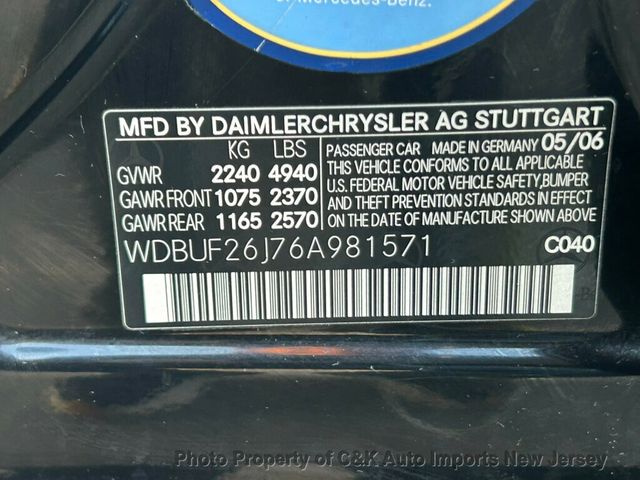 of Mercedes-Benz.
MFD BY DAIMLERCHRYSLER AG STUTTGART
KG LBS
GVWR 2240 4940
GAWR FRONT 1075 2370
GAWR REAR 1165 2570
PASSENGER CAR MADE IN GERMANY 05/06
THIS VEHICLE CONFORMS TO ALL APPLICABLE
U.S. FEDERAL MOTOR VEHICLE SAFETY,BUMPER
AND THEFT PREVENTION STANDARDS IN EFFECT
ON THE DATE OF MANUFACTURE SHOWN ABOVE
WDBUF26J76A981571 C040
Photo Property of C&K Auto Imports New Jersey